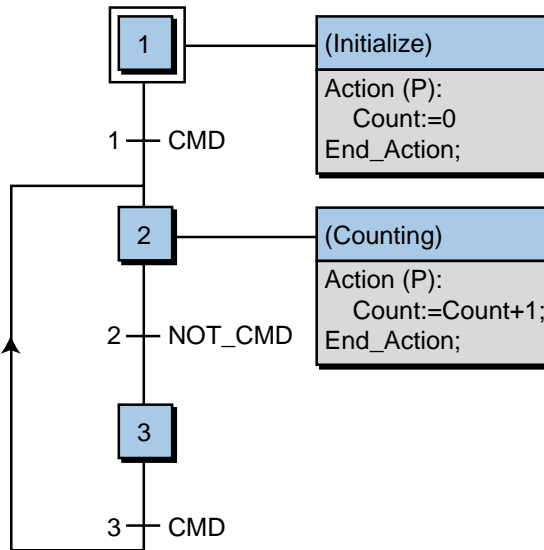 1
(Initialize)
Action (P):
Count:=0
End_Action;
1 CMD
2
(Counting)
Action (P):
Count:=Count+1;
End_Action;
2 NOT_CMD
3
3 CMD